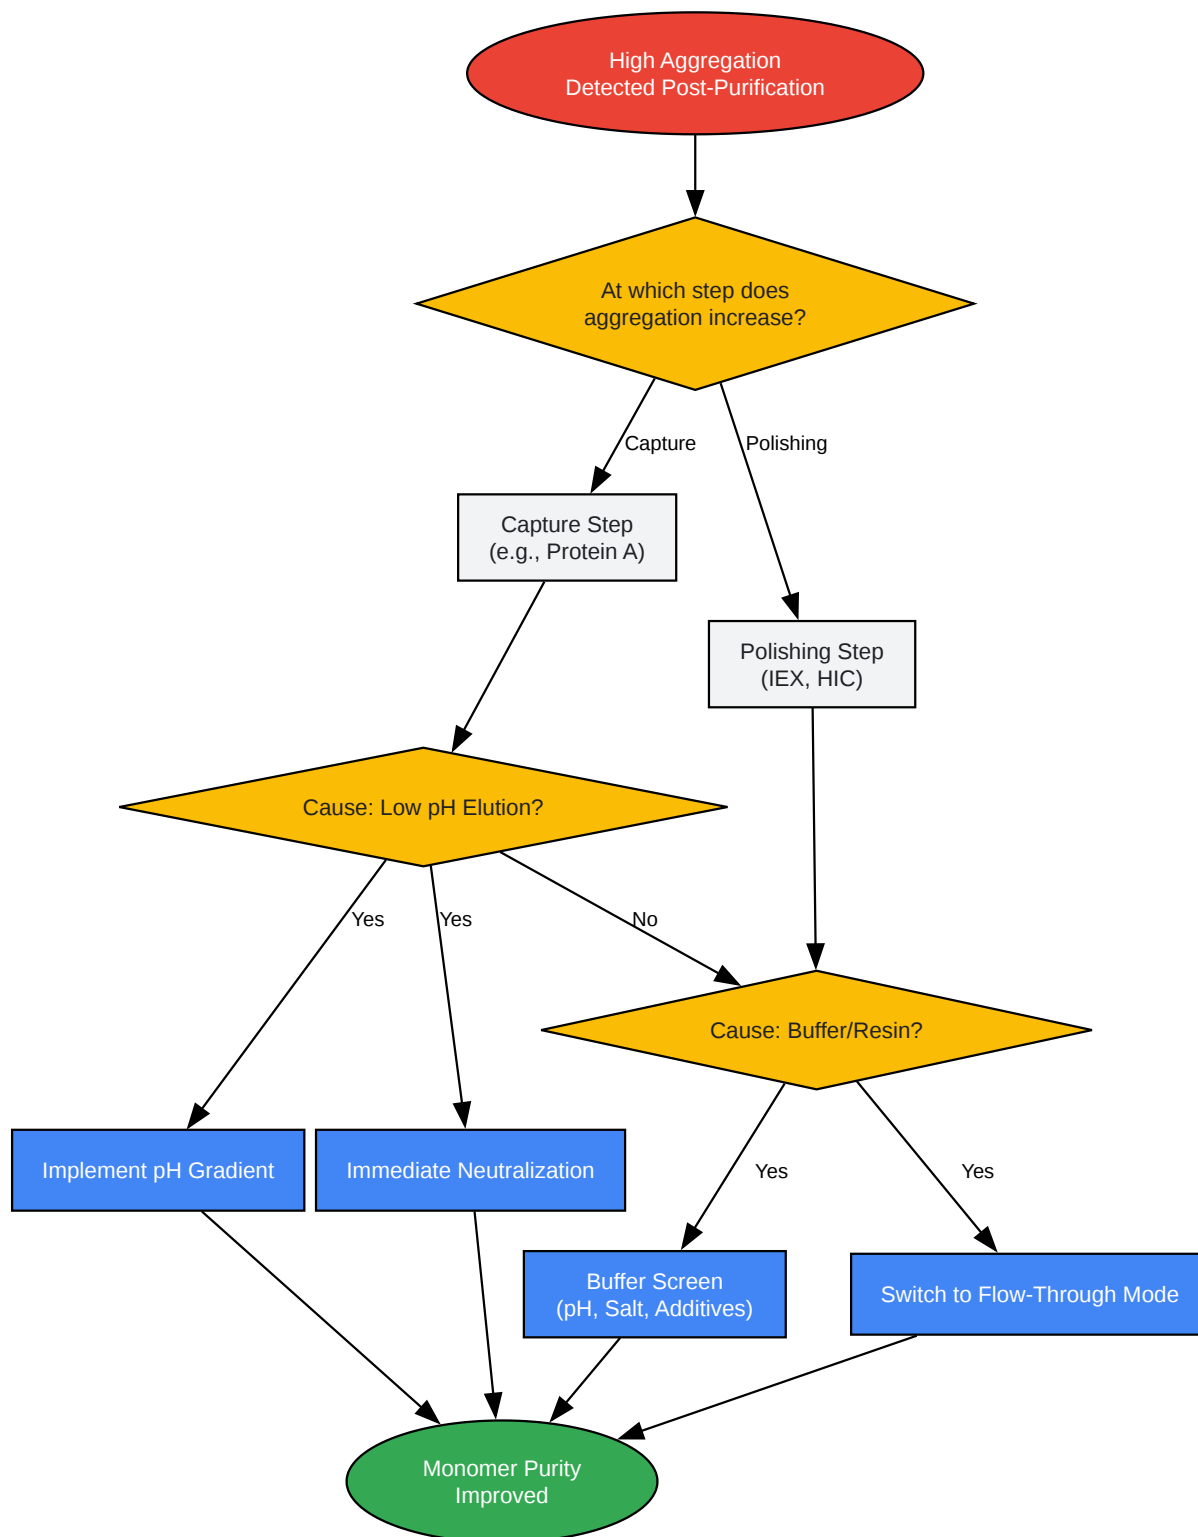 High Aggregation
Detected Post-Purification
At which step does
aggregation increase?
Capture
Polishing
Capture Step
(e.g., Protein A)
Polishing Step
(IEX, HIC)
Cause: Low pH Elution?
Yes
Yes
No
Cause: Buffer/Resin?
Implement pH Gradient
Immediate Neutralization
Yes
Yes
Buffer Screen
(pH, Salt, Additives)
Switch to Flow-Through Mode
Monomer Purity
Improved